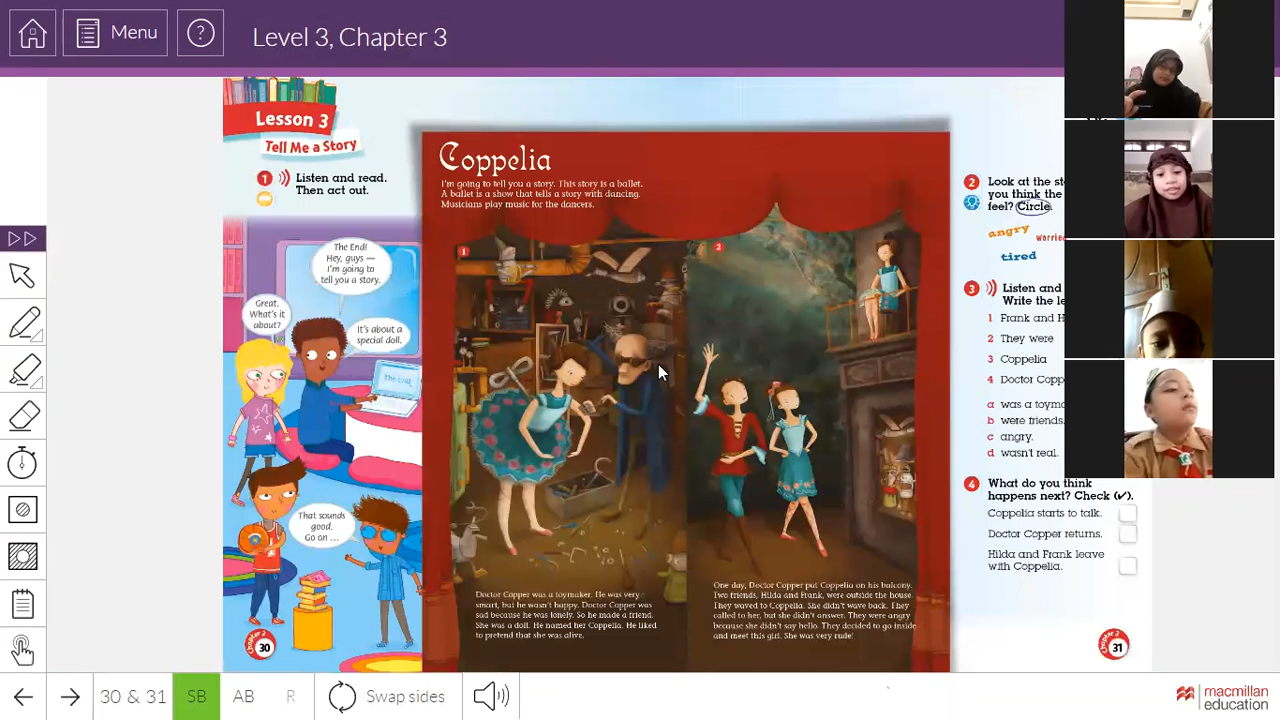 Menu
?
Level 3, Chapter 3
Lesson 3
Tell Me a Story
1 Listen and read.
Then act out.
The End!
Hey, guys —
I'm going to
tell you a story.
Great.
What's it
about?
It's about a
special doll.
The End
That sounds
good.
Go on ...
Chapter 3
30
Coppelia
I'm going to tell you a story. This story is a ballet.
A ballet is a show that tells a story with dancing.
Musicians play music for the dancers.
1
Doctor Copper was a toymaker. He was very
smart, but he wasn't happy. Doctor Copper was
sad because he was lonely. So he made a friend.
She was a doll. He named her Coppelia. He liked
to pretend that she was alive.
2
One day, Doctor Copper put Coppelia on his balcony.
Two friends, Hilda and Frank, were outside the house.
They waved to Coppelia. She didn't wave back. They
called to her, but she didn't answer. They were angry
because she didn't say hello. They decided to go inside
and meet this girl. She was very rude!
2 Look at the st
you think the
feel? Circle.
angry worried
tired
3 Listen and
Write the le
1 Frank and H
2 They were
3 Coppelia
4 Doctor Copp
a was a toyma
b were friends.
c angry.
d wasn't real.
4 What do you think
happens next? Check (✔).
Coppelia starts to talk.
Doctor Copper returns.
Hilda and Frank leave
with Coppelia.
Chapter 3
31
30 & 31
SB
AB
R
Swap sides
macmillan
education